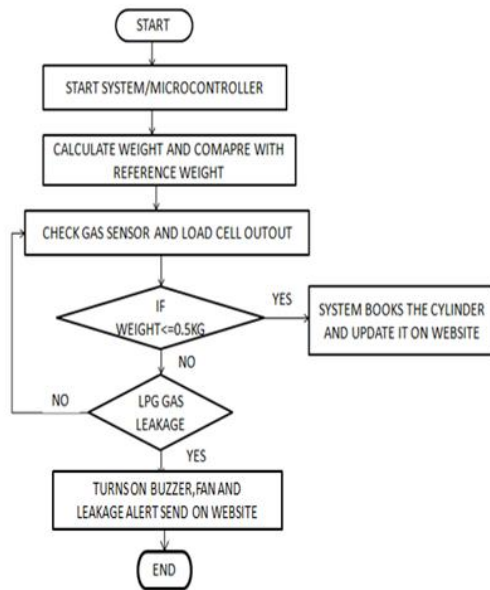 START
START SYSTEM/MICROCONTROLLER
CALCULATE WEIGHT AND COMAPRE WITH
REFERENCE WEIGHT
CHECK GAS SENSOR AND LOAD CELL OUTOUT
IF
WEIGHT<=0.5KG
YES
SYSTEM BOOKS THE CYLINDER
AND UPDATE IT ON WEBSITE
NO
LPG GAS
LEAKAGE
NO
YES
TURNS ON BUZZER,FAN AND
LEAKAGE ALERT SEND ON WEBSITE
END